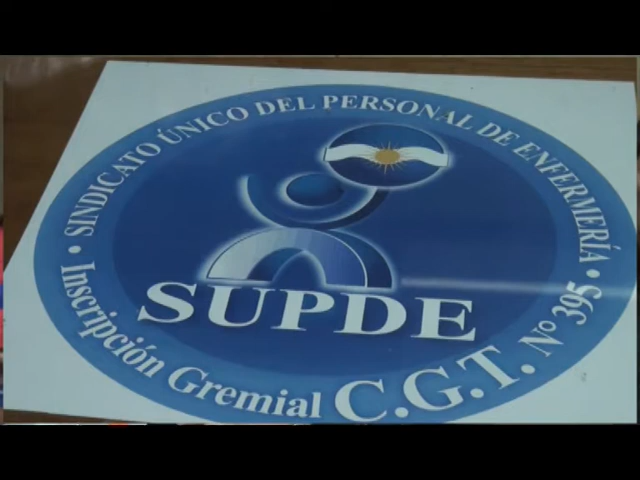 • SINDICATO ÚNICO DEL PERSONAL DE ENFERMERÍA •
SUPDE
Inscripción Gremial C.G.T. Nº 395